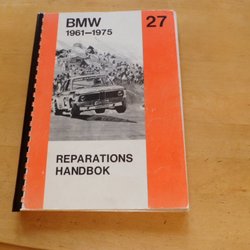 BMW 27
1961-1975
REPARATIONS
HANDBOK